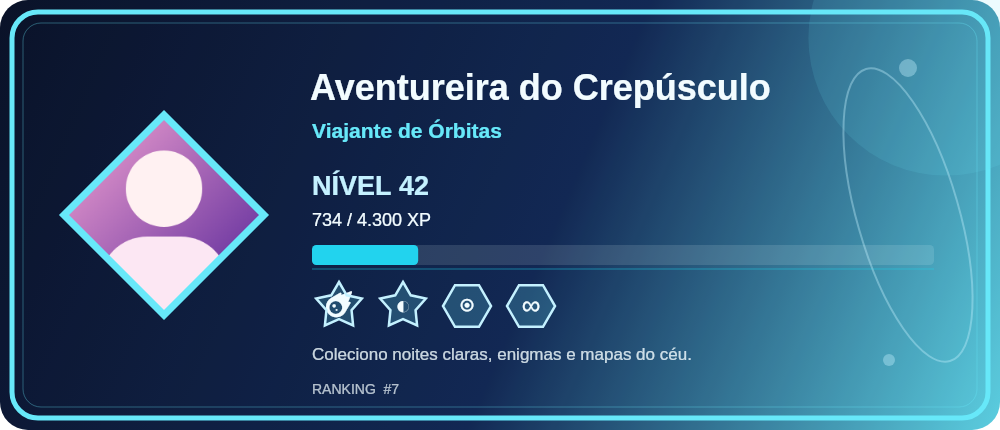 Aventureira do Crepúsculo
Viajante de Órbitas
NÍVEL 42
734 / 4.300 XP
Coleciono noites claras, enigmas e mapas do céu.
RANKING #7